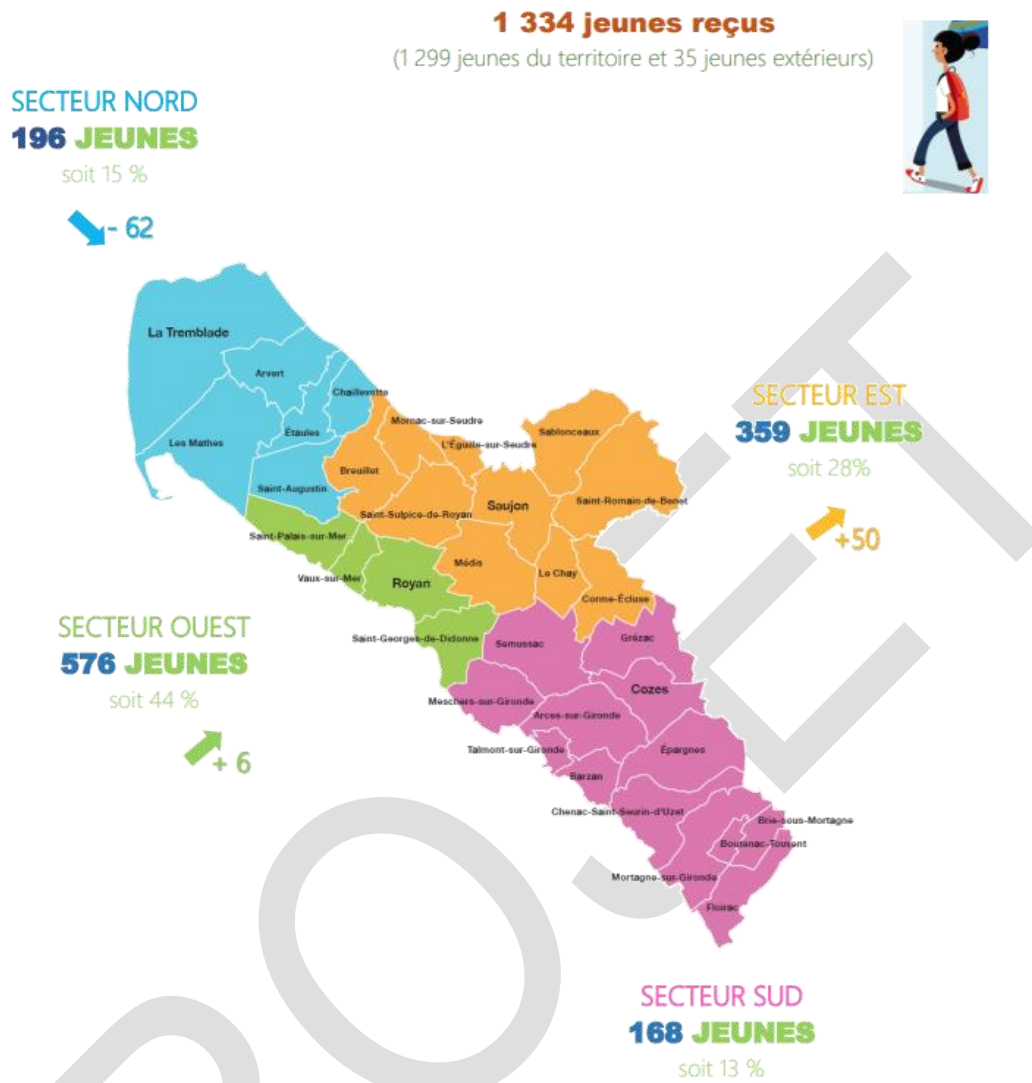 1 334 jeunes reçus
(1 299 jeunes du territoire et 35 jeunes extérieurs)
SECTEUR NORD
196 JEUNES
soit 15 %
- 62
La Tremblade
Arvert
Chaillevette
Mornac-sur-Seudre
Étaules
Les Mathes
L'Éguille-sur-Seudre
Sablonceaux
Breuillet
Saint-Augustin
Saujon
Saint-Romain-de-Benet
Saint-Sulpice-de-Royan
Saint-Palais-sur-Mer
Médis
Vaux-sur-Mer
Royan
Le Chay
Corme-Écluse
SECTEUR EST
359 JEUNES
soit 28%
+50
SECTEUR OUEST
576 JEUNES
soit 44 %
+ 6
Saint-Georges-de-Didonne
Semussac
Grézac
Cozes
Meschers-sur-Gironde
Arces-sur-Gironde
Talmont-sur-Gironde
Épargnes
Barzan
Chenac-Saint-Seurin-d'Uzet
Brie-sous-Mortagne
Boutenac-Touvent
Mortagne-sur-Gironde
Floirac
SECTEUR SUD
168 JEUNES
soit 13 %